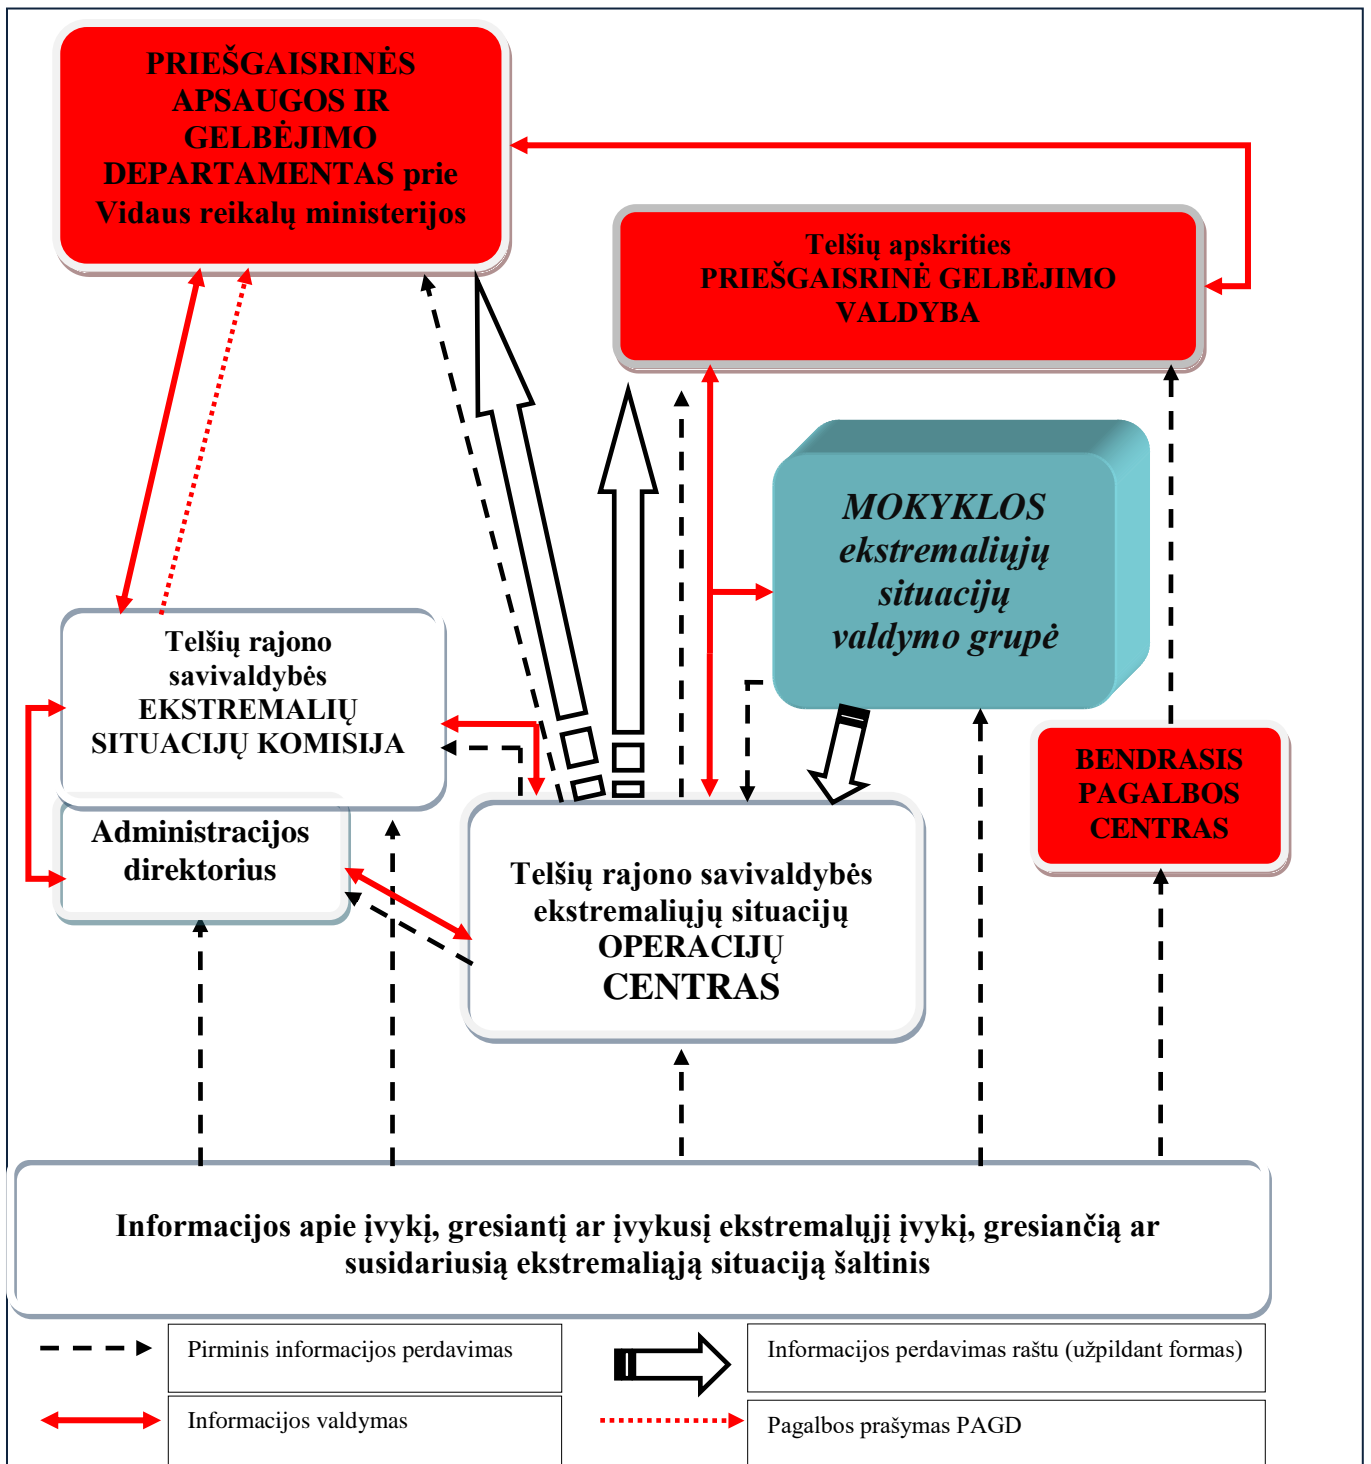 PRIEŠGAISRINĖS
APSAUGOS IR
GELBĖJIMO
DEPARTAMENTAS prie
Vidaus reikalų ministerijos
Telšių apskrities
PRIEŠGAISRINĖ GELBĖJIMO
VALDYBA
MOKYKLOS
ekstremaliųjų
situacijų
valdymo grupė
Telšių rajono
savivaldybės
EKSTREMALIŲ
SITUACIJŲ KOMISIJA
BENDRASIS
PAGALBOS
CENTRAS
Administracijos
direktorius
Telšių rajono savivaldybės
ekstremaliųjų situacijų
OPERACIJŲ
CENTRAS
Informacijos apie įvykį, gresiantį ar įvykusį ekstremalųjį įvykį, gresiančią ar
susidariusią ekstremaliąją situaciją šaltinis
Pirminis informacijos perdavimas
Informacijos perdavimas raštu (užpildant formas)
Informacijos valdymas
Pagalbos prašymas PAGD